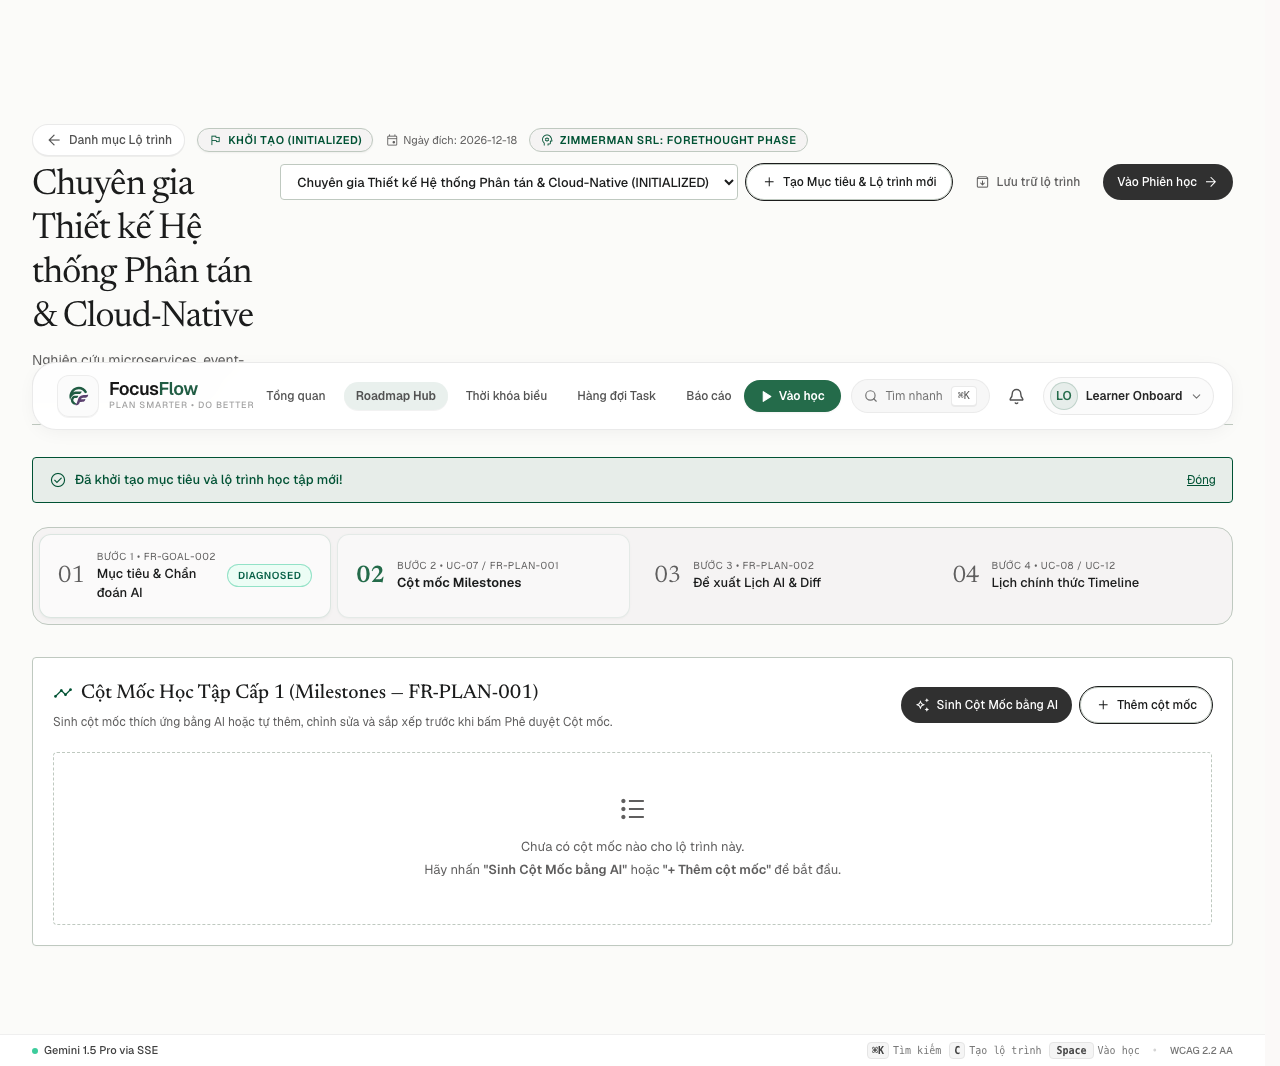 Danh mục Lộ trình
KHỞI TẠO (INITIALIZED)
Ngày đích: 2026-12-18
ZIMMERMAN SRL: FORETHOUGHT PHASE
Chuyên gia
Thiết kế Hệ
thống Phân tán
& Cloud-Native
Chuyên gia Thiết kế Hệ thống Phân tán & Cloud-Native (INITIALIZED)
Tạo Mục tiêu & Lộ trình mới
Lưu trữ lộ trình
Vào Phiên học
Nghiên cứu microservices, event-
FocusFlow
PLAN SMARTER • DO BETTER
Tổng quan
Roadmap Hub
Thời khóa biểu
Hàng đợi Task
Báo cáo
Vào học
Tìm nhanh
⌘K
LO
Learner Onboard
Đã khởi tạo mục tiêu và lộ trình học tập mới!
Đóng
01
BƯỚC 1 • FR-GOAL-002
Mục tiêu & Chẩn
đoán AI
DIAGNOSED
02
BƯỚC 2 • UC-07 / FR-PLAN-001
Cột mốc Milestones
03
BƯỚC 3 • FR-PLAN-002
Đề xuất Lịch AI & Diff
04
BƯỚC 4 • UC-08 / UC-12
Lịch chính thức Timeline
Cột Mốc Học Tập Cấp 1 (Milestones — FR-PLAN-001)
Sinh cột mốc thích ứng bằng AI hoặc tự thêm, chỉnh sửa và sắp xếp trước khi bấm Phê duyệt Cột mốc.
Sinh Cột Mốc bằng AI
Thêm cột mốc
Chưa có cột mốc nào cho lộ trình này.
Hãy nhấn "Sinh Cột Mốc bằng AI" hoặc "+ Thêm cột mốc" để bắt đầu.
Gemini 1.5 Pro via SSE
⌘K Tìm kiếm
C Tạo lộ trình
Space Vào học
•
WCAG 2.2 AA